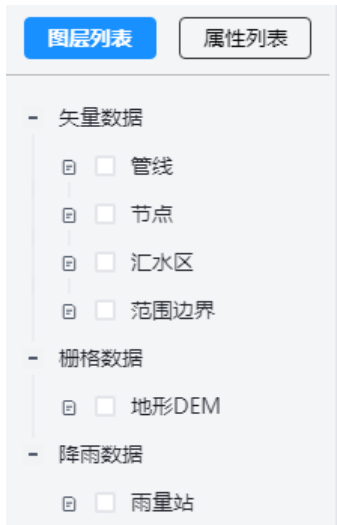 图层列表 属性列表
矢量数据
管线
节点
汇水区
范围边界
栅格数据
地形DEM
降雨数据
雨量站